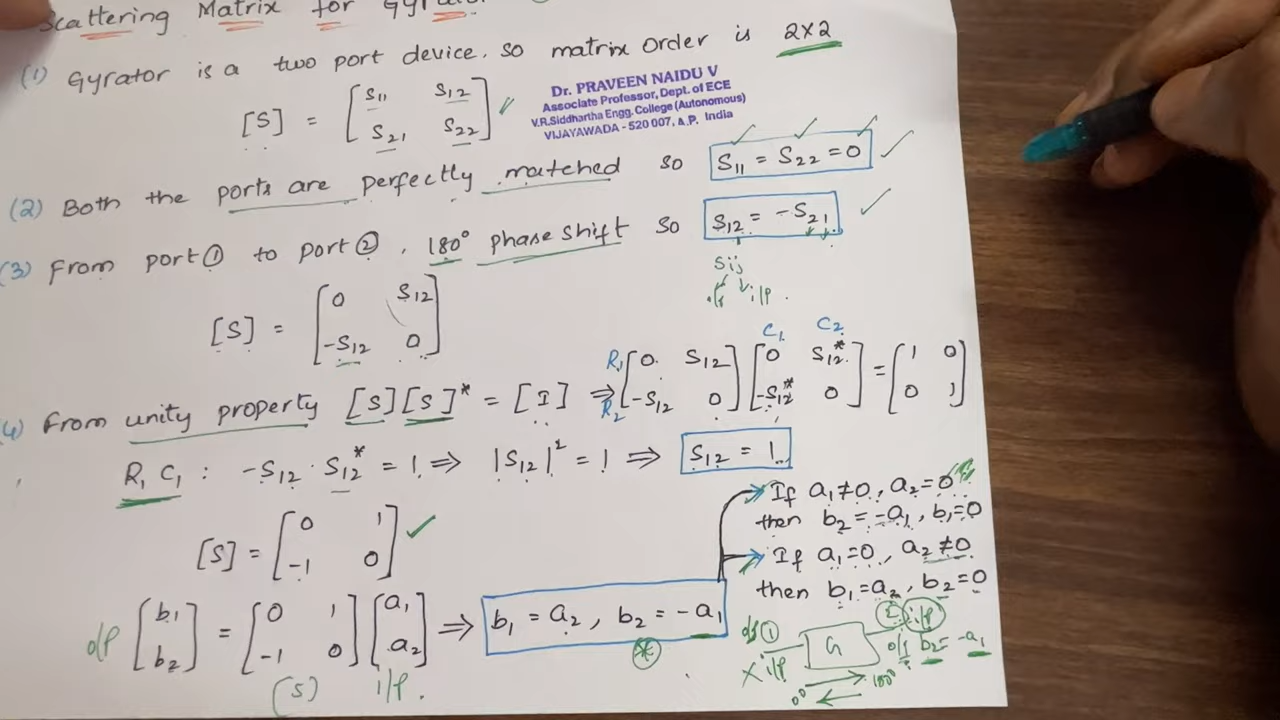 Scattering Matrix for Gyrator
(1) Gyrator is a two port device. so matrix order is 2×2
[S] = [S11 S12
S21 S22]
Dr. PRAVEEN NAIDU V
Associate Professor, Dept. of ECE
V.R.Siddhartha Engg. College (Autonomous)
VIJAYAWADA - 520 007, A.P. India
(2) Both the ports are perfectly matched so S11 = S22 = 0
(3) From port ① to port ②, 180° phase shift so S12 = -S21
Sij
o/p i/p.
[S] = [0 S12
-S12 0]
C1 C2
(4) From unity property [S][S]* = [I] ⇒ R1 R2 [0 S12
-S12 0] [0 S12*
-S12* 0] = [1 0
0 1]
R1 C1 : -S12 · S12* = 1 ⇒ |S12|² = 1 ⇒ S12 = 1
[S] = [0 1
-1 0]
o/p [b1
b2] = [0 1
-1 0] [a1
a2] ⇒ b1 = a2, b2 = -a1
(S) i/p.
If a1≠0, a2=0
then b2 = -a1, b1=0
If a1=0, a2≠0
then b1=a2, b2=0
o/p ① G ② i/p
i/p o/p b2 = -a1
0° 180°